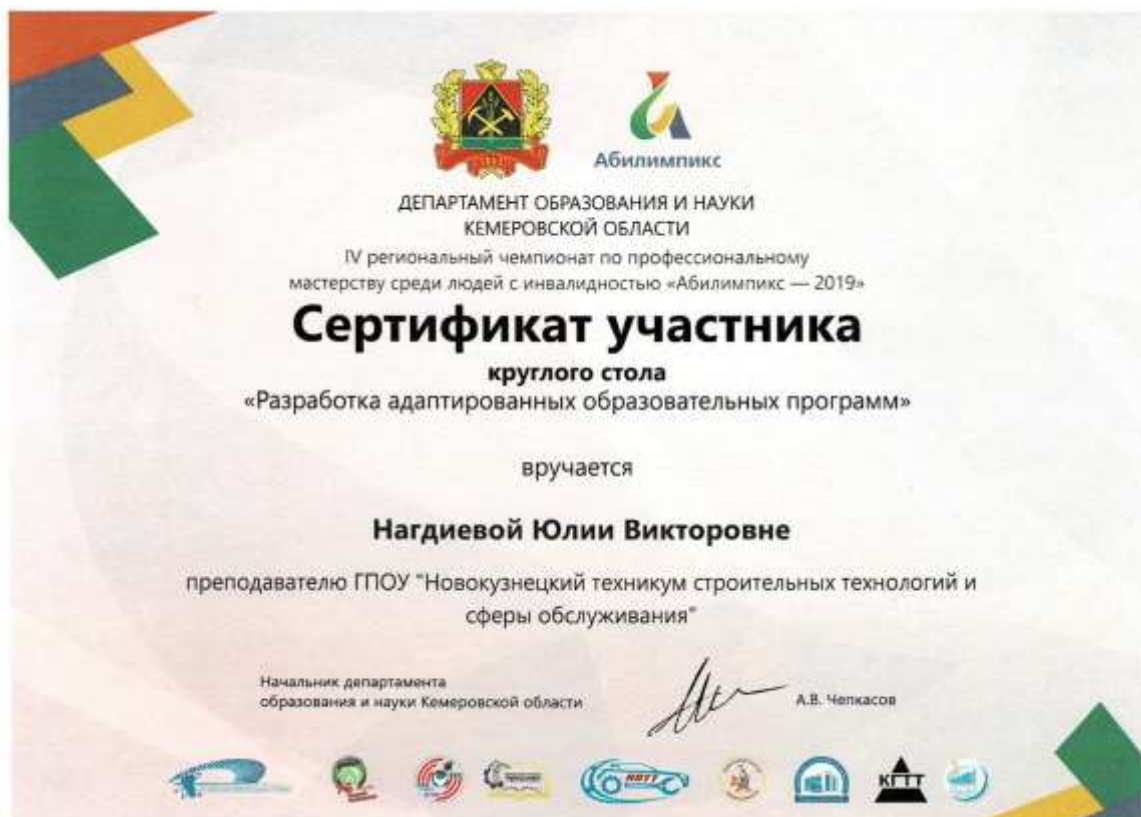 Абилимпикс
ДЕПАРТАМЕНТ ОБРАЗОВАНИЯ И НАУКИ
КЕМЕРОВСКОЙ ОБЛАСТИ
IV региональный чемпионат по профессиональному
мастерству среди людей с инвалидностью «Абилимпикс — 2019»
Сертификат участника
круглого стола
«Разработка адаптированных образовательных программ»
вручается
Нагдиевой Юлии Викторовне
преподавателю ГПОУ "Новокузнецкий техникум строительных технологий и
сферы обслуживания"
Начальник департамента
образования и науки Кемеровской области
А.В. Чепкасов
КГТТ